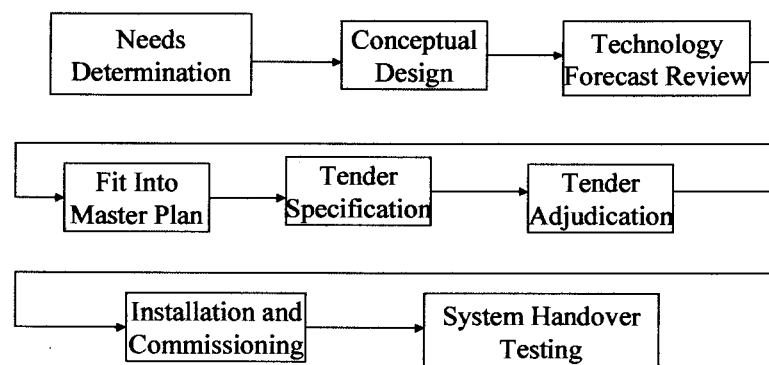 Needs
Determination
Conceptual
Design
Technology
Forecast Review
Fit Into
Master Plan
Tender
Specification
Tender
Adjudication
Installation and
Commissioning
System Handover
Testing